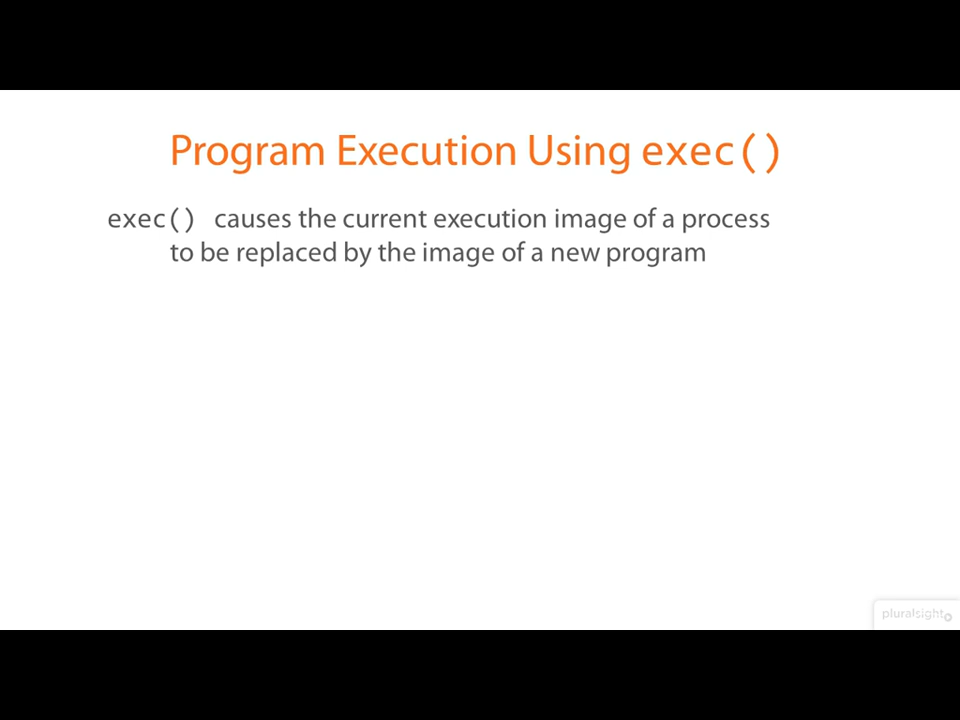 Program Execution Using exec()
exec() causes the current execution image of a process
to be replaced by the image of a new program
pluralsight